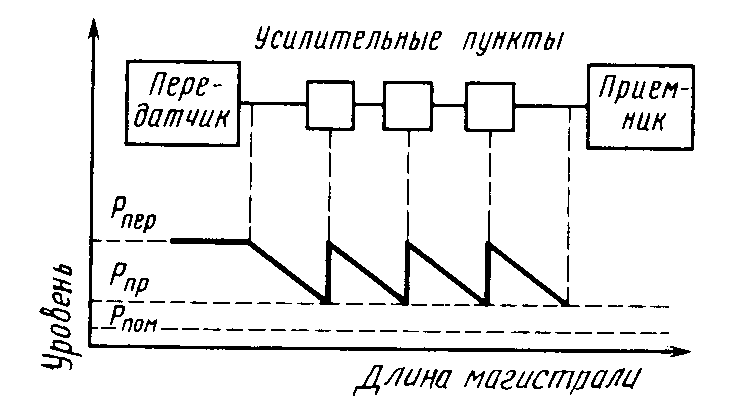 Усилительные пункты
Пере-
датчик
Прием-
ник
Pпер
Pпр
Pпом
Уровень
Длина магистрали